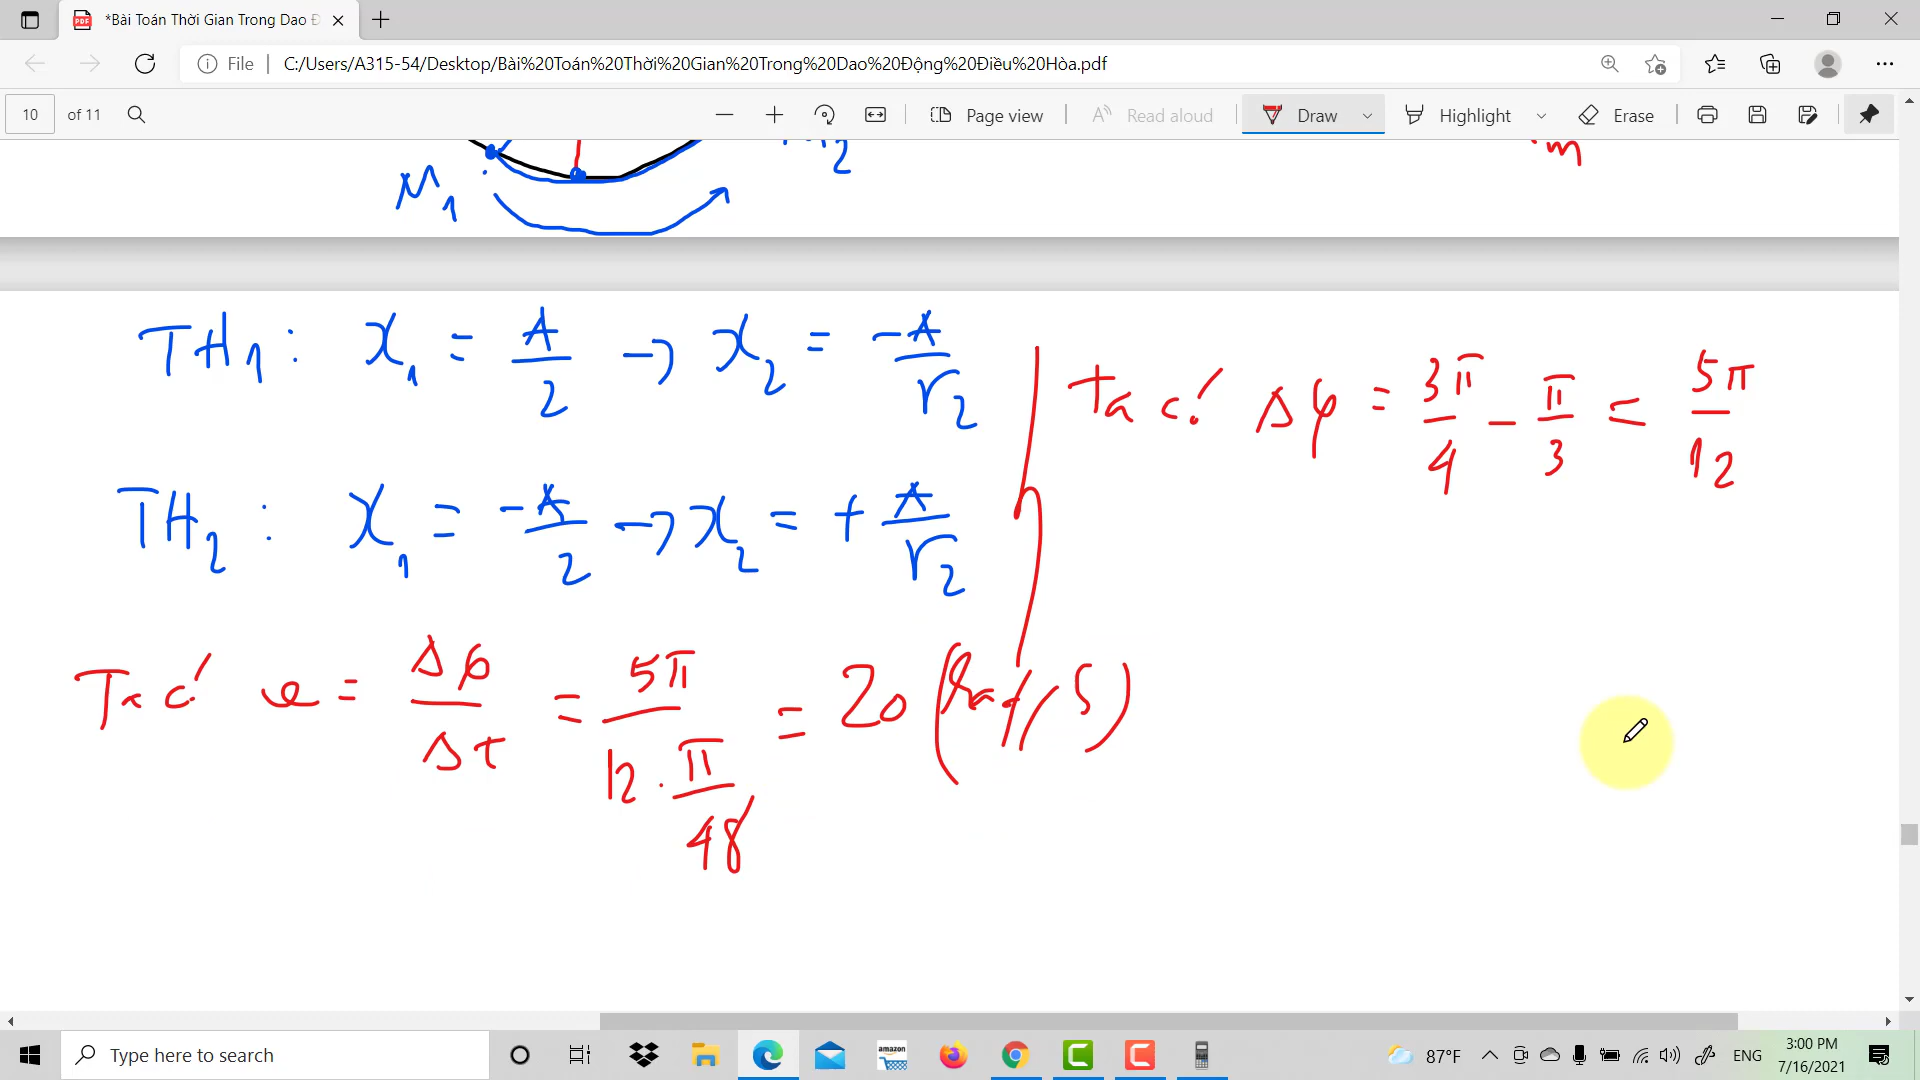 *Bài Toán Thời Gian Trong Dao Đ
File
C:/Users/A315-54/Desktop/Bài%20Toán%20Thời%20Gian%20Trong%20Dao%20Động%20Điều%20Hòa.pdf
10 of 11
Page view
Read aloud
Draw
Highlight
Erase
M₁
m
TH₁ : x₁ = A/2 → x₂ = -A/√2
Ta có Δφ = 3π/4 - π/3 = 5π/12
TH₂ : x₁ = -A/2 → x₂ = +A/√2
Ta có ω = Δφ/Δt = 5π/(12 . π/48) = 20 (rad/s)
Type here to search
amazon
87°F
ENG
3:00 PM
7/16/2021